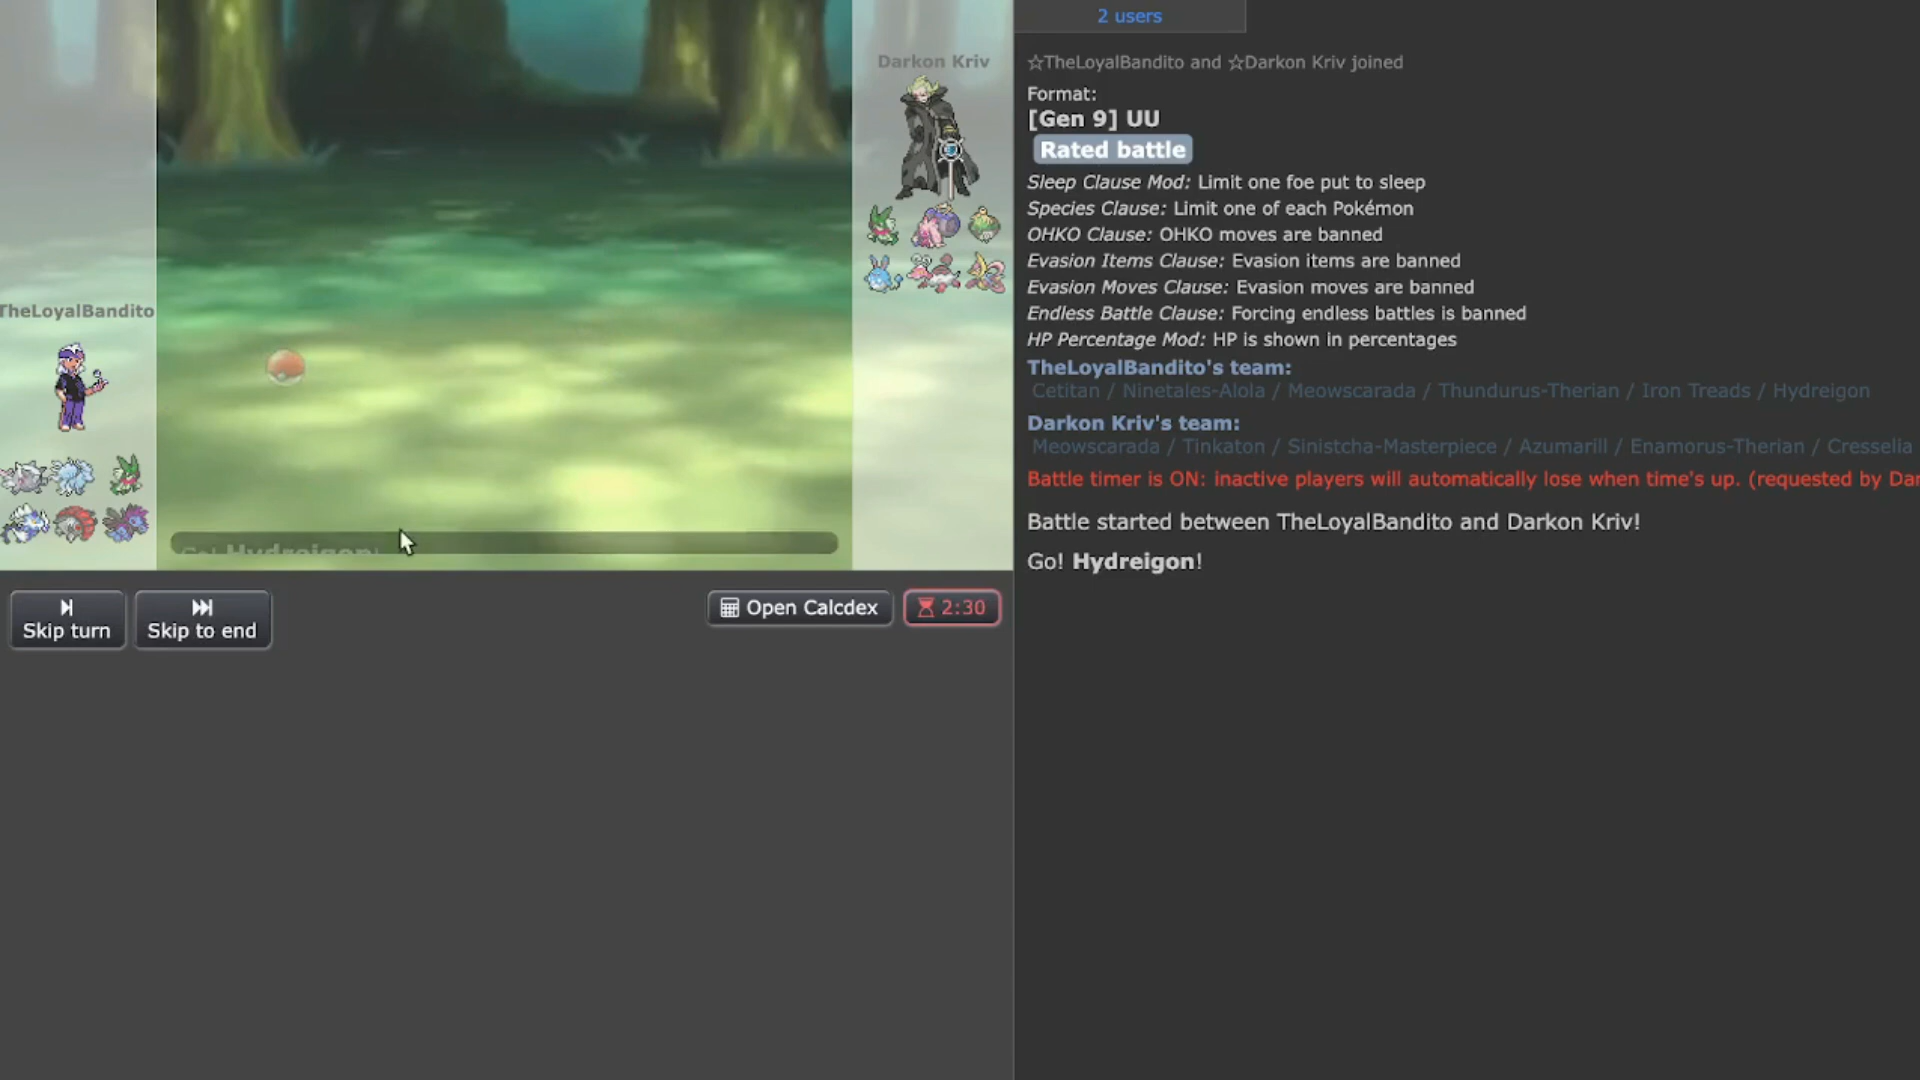 2 users
Darkon Kriv
☆TheLoyalBandito and ☆Darkon Kriv joined
Format:
[Gen 9] UU
Rated battle
Sleep Clause Mod: Limit one foe put to sleep
Species Clause: Limit one of each Pokémon
OHKO Clause: OHKO moves are banned
Evasion Items Clause: Evasion items are banned
Evasion Moves Clause: Evasion moves are banned
Endless Battle Clause: Forcing endless battles is banned
HP Percentage Mod: HP is shown in percentages
TheLoyalBandito's team:
Cetitan / Ninetales-Alola / Meowscarada / Thundurus-Therian / Iron Treads / Hydreigon
Darkon Kriv's team:
Meowscarada / Tinkaton / Sinistcha-Masterpiece / Azumarill / Enamorus-Therian / Cresselia
Battle timer is ON: inactive players will automatically lose when time's up. (requested by Dar
Battle started between TheLoyalBandito and Darkon Kriv!
Go! Hydreigon!
TheLoyalBandito
Go! Hydreigon!
Skip turn
Skip to end
Open Calcdex
2:30